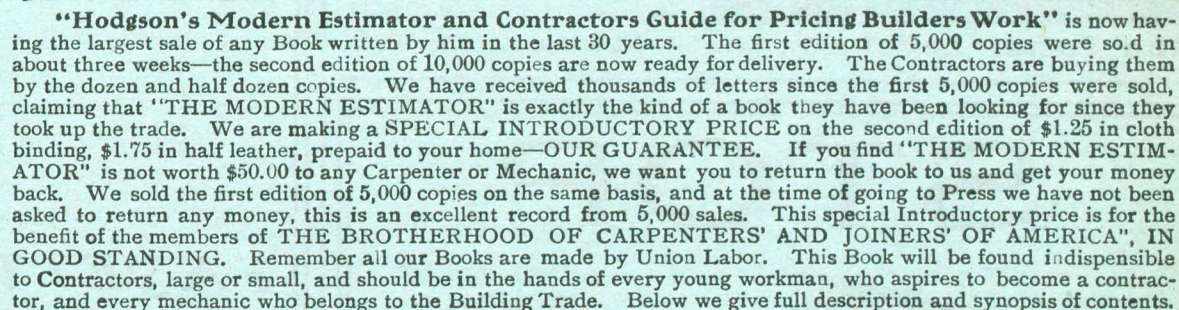 "Hodgson's Modern Estimator and Contractors Guide for Pricing Builders Work" is now hav-
ing the largest sale of any Book written by him in the last 30 years. The first edition of 5,000 copies were so.d in
about three weeks—the second edition of 10,000 copies are now ready for delivery. The Contractors are buying them
by the dozen and half dozen copies. We have received thousands of letters since the first 5,000 copies were sold,
claiming that "THE MODERN ESTIMATOR" is exactly the kind of a book they have been looking for since they
took up the trade. We are making a SPECIAL INTRODUCTORY PRICE on the second edition of $1.25 in cloth
binding, $1.75 in half leather, prepaid to your home—OUR GUARANTEE. If you find "THE MODERN ESTIM-
ATOR" is not worth $50.00 to any Carpenter or Mechanic, we want you to return the book to us and get your money
back. We sold the first edition of 5,000 copies on the same basis, and at the time of going to Press we have not been
asked to return any money, this is an excellent record from 5,000 sales. This special Introductory price is for the
benefit of the members of THE BROTHERHOOD OF CARPENTERS' AND JOINERS' OF AMERICA", IN
GOOD STANDING. Remember all our Books are made by Union Labor. This Book will be found indispensible
to Contractors, large or small, and should be in the hands of every young workman, who aspires to become a contrac-
tor, and every mechanic who belongs to the Building Trade. Below we give full description and synopsis of contents.